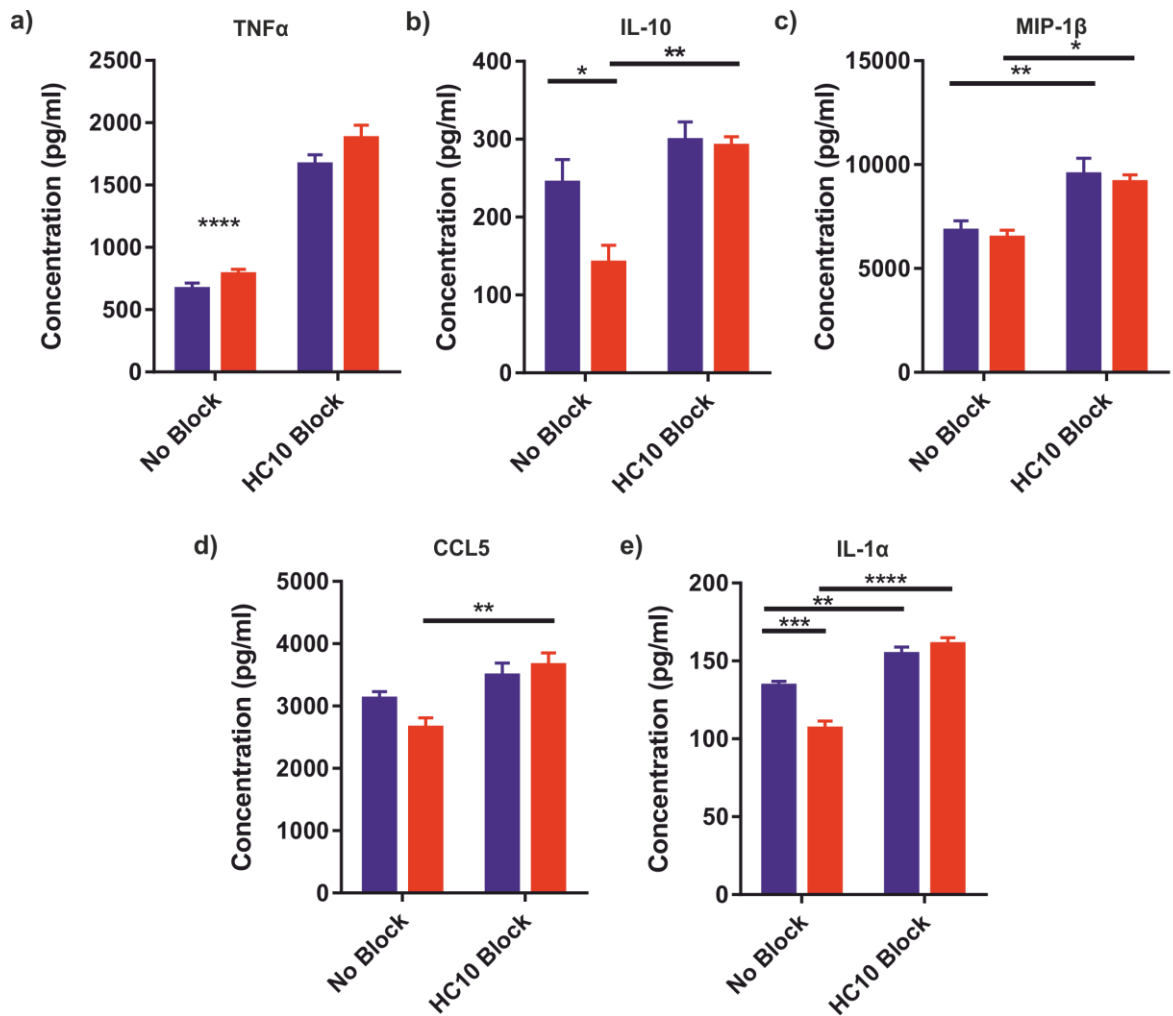 a)
TNFα
Concentration (pg/ml)
2500
2000
1500
1000
500
0
****
No Block
HC10 Block
b)
IL-10
Concentration (pg/ml)
400
300
200
100
0
*
**
No Block
HC10 Block
c)
MIP-1β
Concentration (pg/ml)
15000
10000
5000
0
*
**
No Block
HC10 Block
d)
CCL5
Concentration (pg/ml)
5000
4000
3000
2000
1000
0
**
No Block
HC10 Block
e)
IL-1α
Concentration (pg/ml)
200
150
100
50
0
****
**
***
No Block
HC10 Block